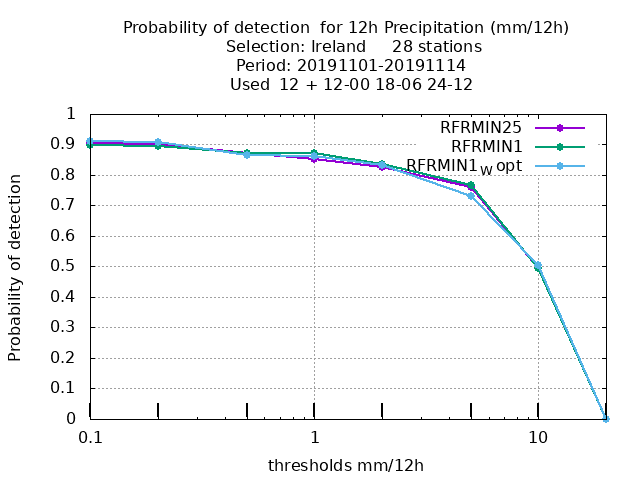 Probability of detection  for 12h Precipitation (mm/12h)
Selection: Ireland     28 stations
Period: 20191101-20191114
Used  12 + 12-00 18-06 24-12
RFRMIN25
RFRMIN1
RFRMIN1w opt
Probability of detection
1
0.9
0.8
0.7
0.6
0.5
0.4
0.3
0.2
0.1
0
0.1 1 10
thresholds mm/12h